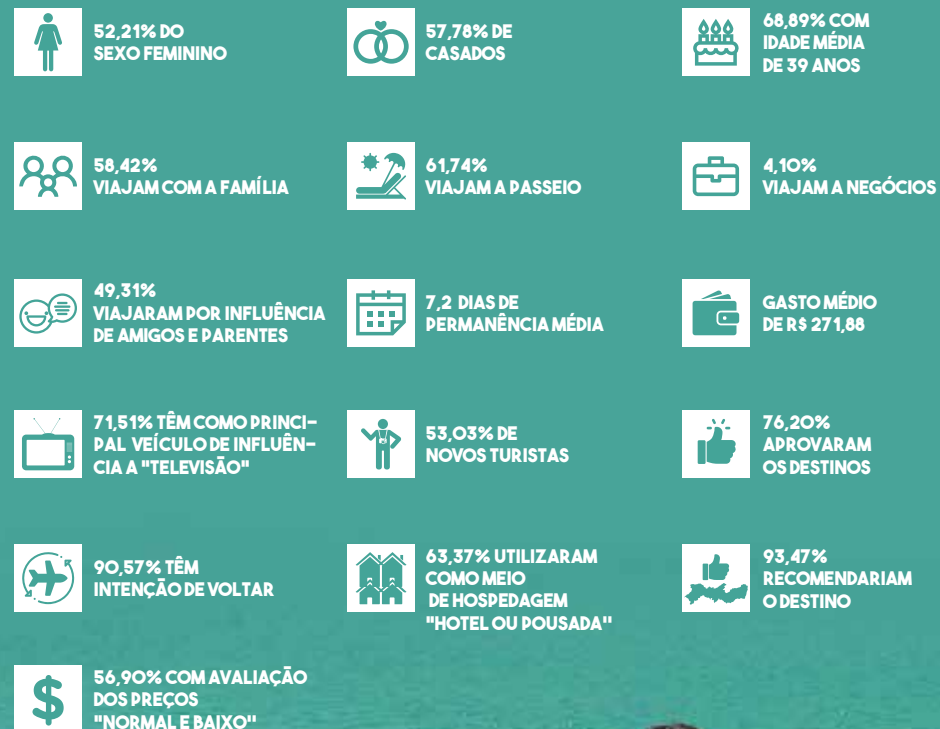 52,21% DO
SEXO FEMININO
57,78% DE
CASADOS
68,89% COM
IDADE MÉDIA
DE 39 ANOS
58,42%
VIAJAM COM A FAMÍLIA
61,74%
VIAJAM A PASSEIO
4,10%
VIAJAM A NEGÓCIOS
49,31%
VIAJARAM POR INFLUÊNCIA
DE AMIGOS E PARENTES
7,2 DIAS DE
PERMANÊNCIA MÉDIA
GASTO MÉDIO
DE R$ 271,88
71,51% TÊM COMO PRINCI-
PAL VEÍCULO DE INFLUÊN-
CIA A "TELEVISÃO"
53,03% DE
NOVOS TURISTAS
76,20%
APROVARAM
OS DESTINOS
90,57% TÊM
INTENÇÃO DE VOLTAR
63,37% UTILIZARAM
COMO MEIO
DE HOSPEDAGEM
"HOTEL OU POUSADA"
93,47%
RECOMENDARIAM
O DESTINO
$
56,90% COM AVALIAÇÃO
DOS PREÇOS
"NORMAL E BAIXO"